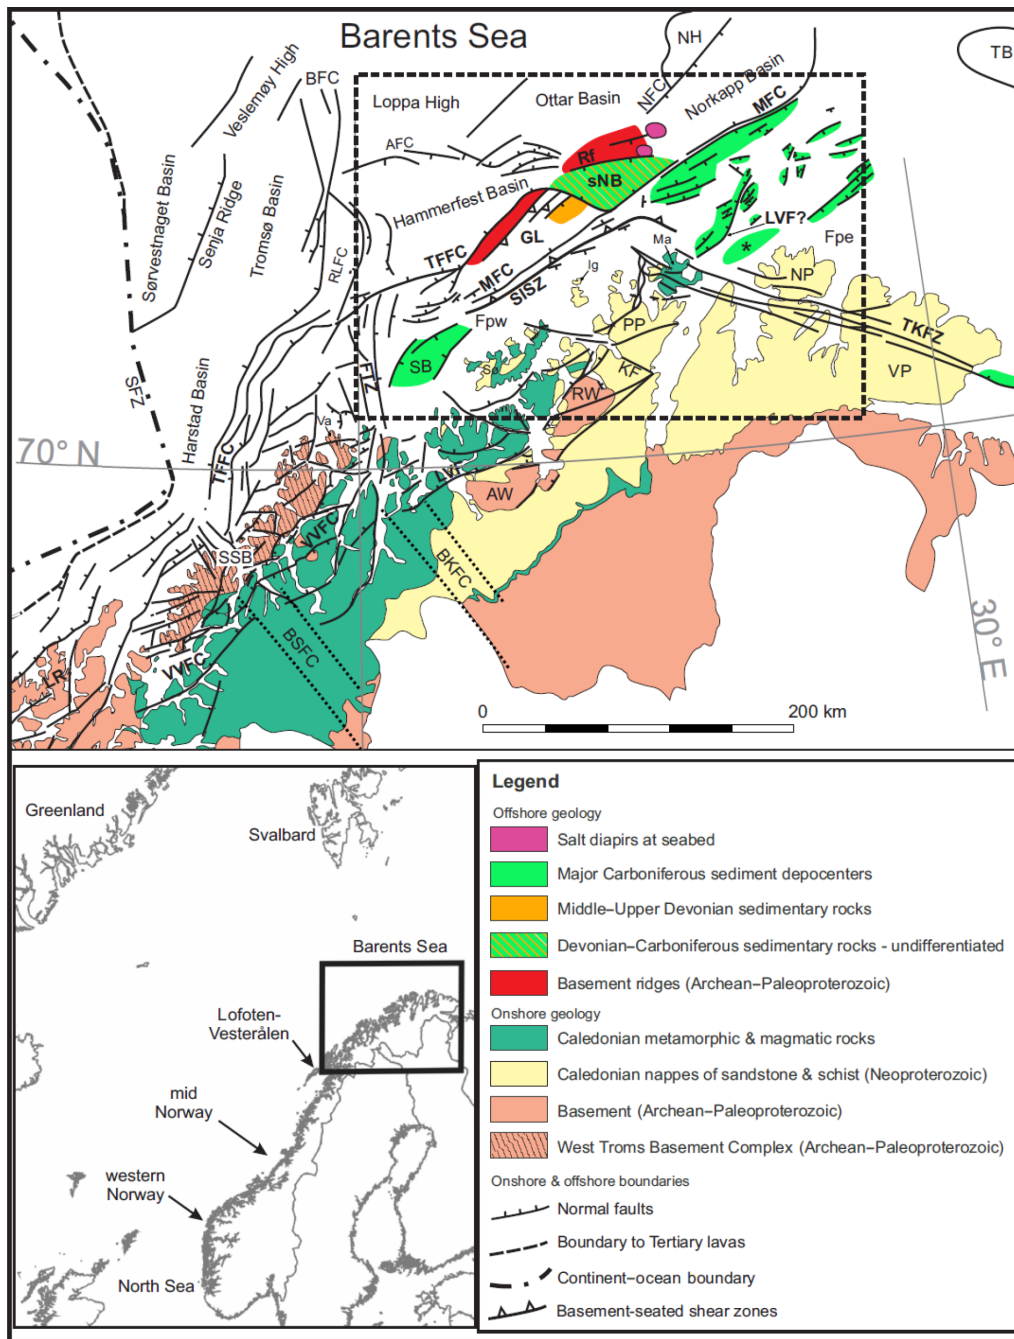 Barents Sea
NH
TB
Veslemøy High
BFC
Loppa High
Ottar Basin
NFC
Norkapp Basin
MFC
AFC
Rf
sNB
Sørvestnaget Basin
Senja Ridge
Tromsø Basin
RLFC
Hammerfest Basin
GL
LVF?
*
Fpe
Ma
TFFC
MFC
SISZ
Ig
NP
Fpw
PP
TKFZ
SB
Sø
KF
VP
SFZ
Harstad Basin
FTZ
RW
Va
70° N
TFFC
LVF
AW
VVFC
SSB
BKFC
30° E
BSFC
LR
VVFC
0
200 km
Greenland
Svalbard
Barents Sea
Lofoten-
Vesterålen
mid
Norway
western
Norway
North Sea
Legend
Offshore geology
Salt diapirs at seabed
Major Carboniferous sediment depocenters
Middle–Upper Devonian sedimentary rocks
Devonian–Carboniferous sedimentary rocks - undifferentiated
Basement ridges (Archean–Paleoproterozoic)
Onshore geology
Caledonian metamorphic & magmatic rocks
Caledonian nappes of sandstone & schist (Neoproterozoic)
Basement (Archean–Paleoproterozoic)
West Troms Basement Complex (Archean–Paleoproterozoic)
Onshore & offshore boundaries
Normal faults
Boundary to Tertiary lavas
Continent–ocean boundary
Basement-seated shear zones